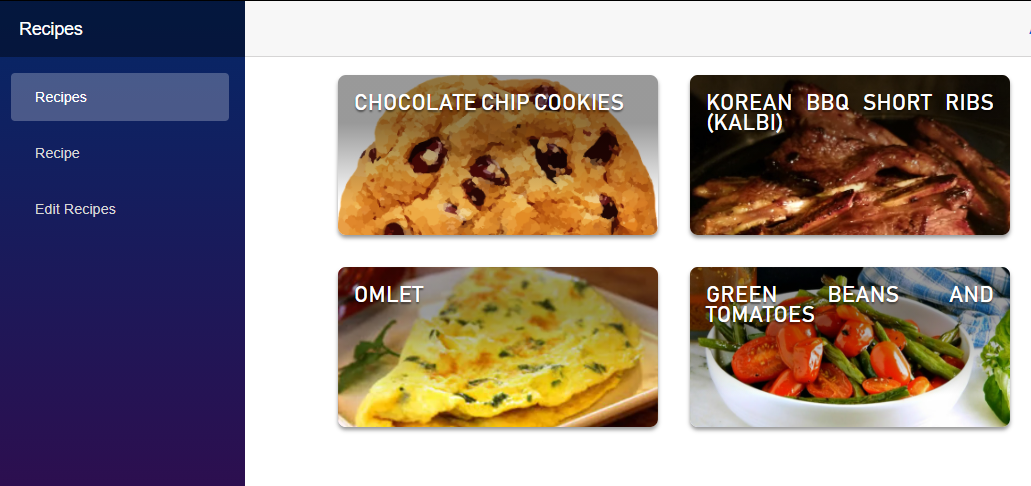 Recipes
Recipes
Recipe
Edit Recipes
CHOCOLATE CHIP COOKIES
KOREAN BBQ SHORT RIBS
(KALBI)
OMLET
GREEN BEANS AND
TOMATOES